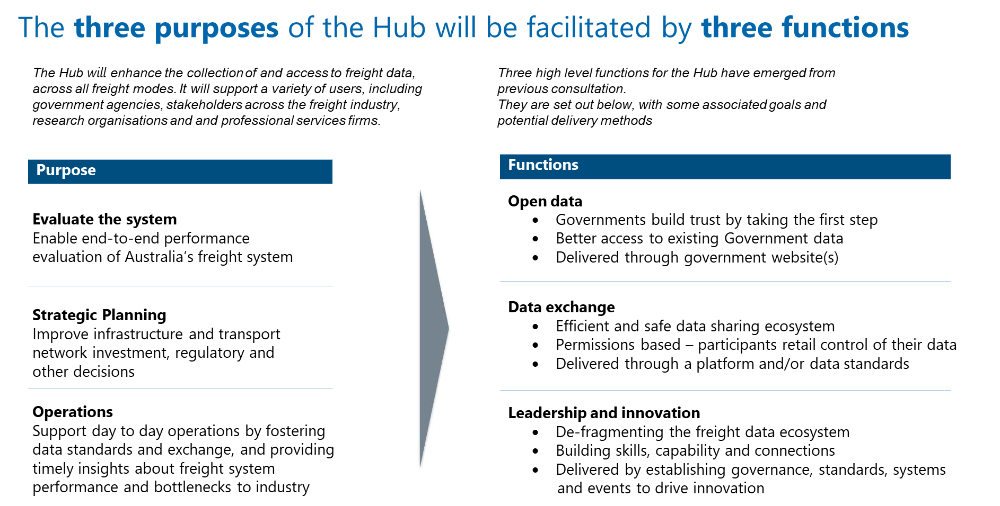 The three purposes of the Hub will be facilitated by three functions
The Hub will enhance the collection of and access to freight data,
across all freight modes. It will support a variety of users, including
government agencies, stakeholders across the freight industry,
research organisations and and professional services firms.
Purpose
Evaluate the system
Enable end-to-end performance
evaluation of Australia’s freight system
Strategic Planning
Improve infrastructure and transport
network investment, regulatory and
other decisions
Operations
Support day to day operations by fostering
data standards and exchange, and providing
timely insights about freight system
performance and bottlenecks to industry
Three high level functions for the Hub have emerged from
previous consultation.
They are set out below, with some associated goals and
potential delivery methods
Functions
Open data
• Governments build trust by taking the first step
• Better access to existing Government data
• Delivered through government website(s)
Data exchange
• Efficient and safe data sharing ecosystem
• Permissions based – participants retail control of their data
• Delivered through a platform and/or data standards
Leadership and innovation
• De-fragmenting the freight data ecosystem
• Building skills, capability and connections
• Delivered by establishing governance, standards, systems
and events to drive innovation